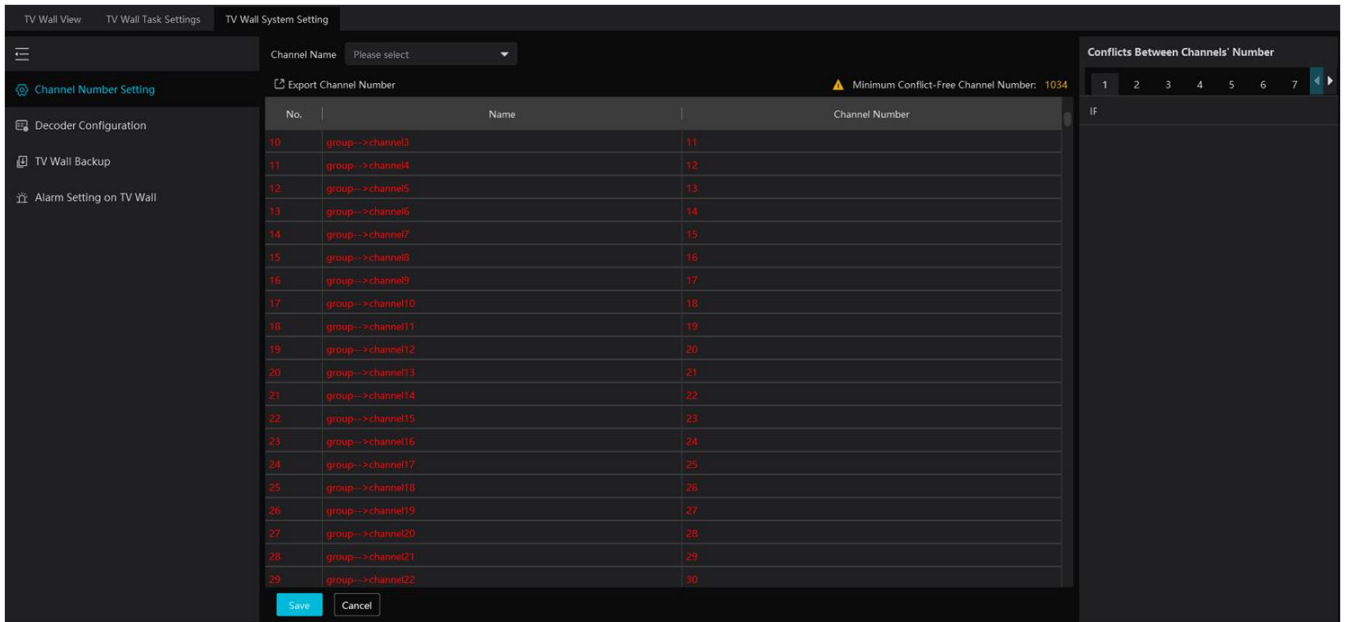 TV Wall View TV Wall Task Settings TV Wall System Setting
Channel Number Setting
Decoder Configuration
TV Wall Backup
Alarm Setting on TV Wall
Channel Name Please select
Export Channel Number Minimum Conflict-Free Channel Number: 1034
No. Name Channel Number
10 group-->channel3 11
11 group-->channel4 12
12 group-->channel5 13
13 group-->channel6 14
14 group-->channel7 15
15 group-->channel8 16
16 group-->channel9 17
17 group-->channel10 18
18 group-->channel11 19
19 group-->channel12 20
20 group-->channel13 21
21 group-->channel14 22
22 group-->channel15 23
23 group-->channel16 24
24 group-->channel17 25
25 group-->channel18 26
26 group-->channel19 27
27 group-->channel20 28
28 group-->channel21 29
29 group-->channel22 30
Save Cancel
Conflicts Between Channels' Number
1 2 3 4 5 6 7
IF